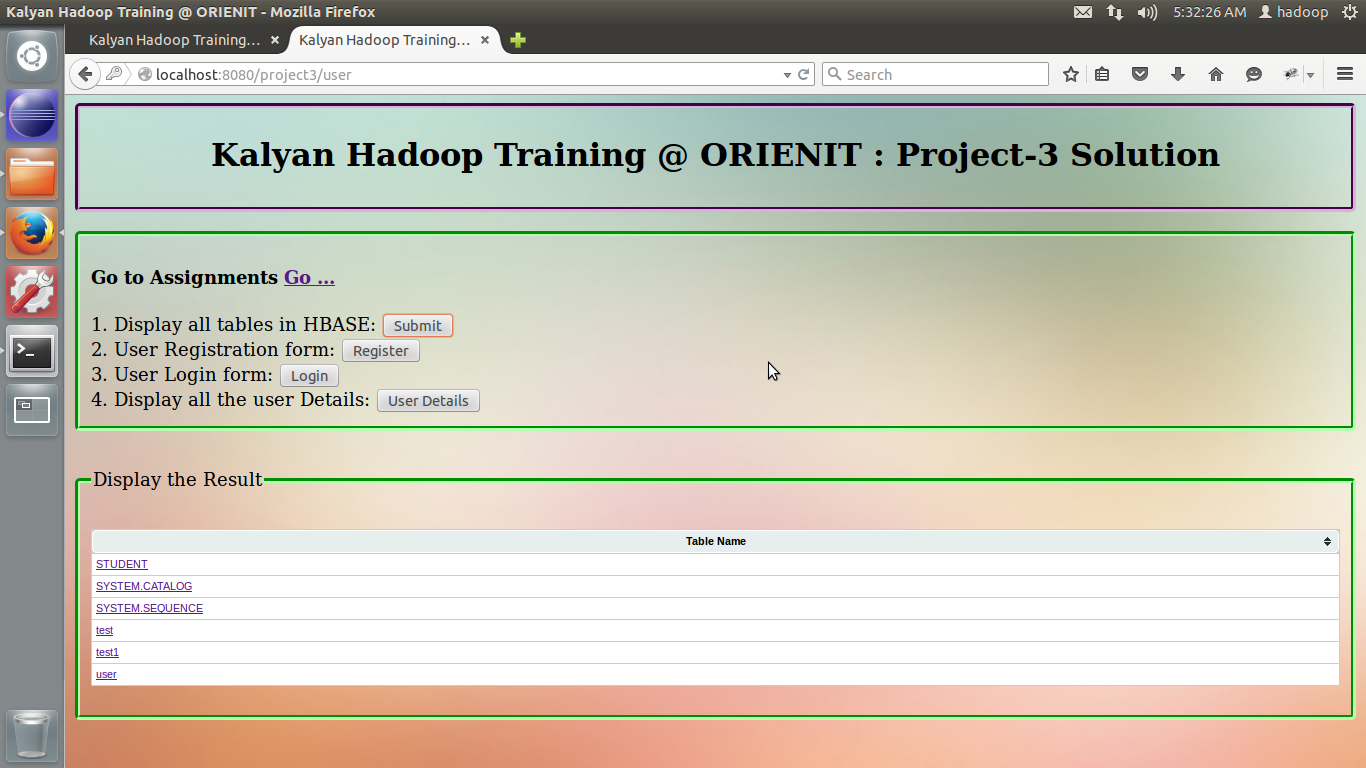 Kalyan Hadoop Training @ ORIENIT - Mozilla Firefox
5:32:26 AM hadoop
Kalyan Hadoop Training... Kalyan Hadoop Training...
localhost:8080/project3/user Search
Kalyan Hadoop Training @ ORIENIT : Project-3 Solution
Go to Assignments Go ...
1. Display all tables in HBASE: Submit
2. User Registration form: Register
3. User Login form: Login
4. Display all the user Details: User Details
Display the Result
Table Name
STUDENT
SYSTEM.CATALOG
SYSTEM.SEQUENCE
test
test1
user